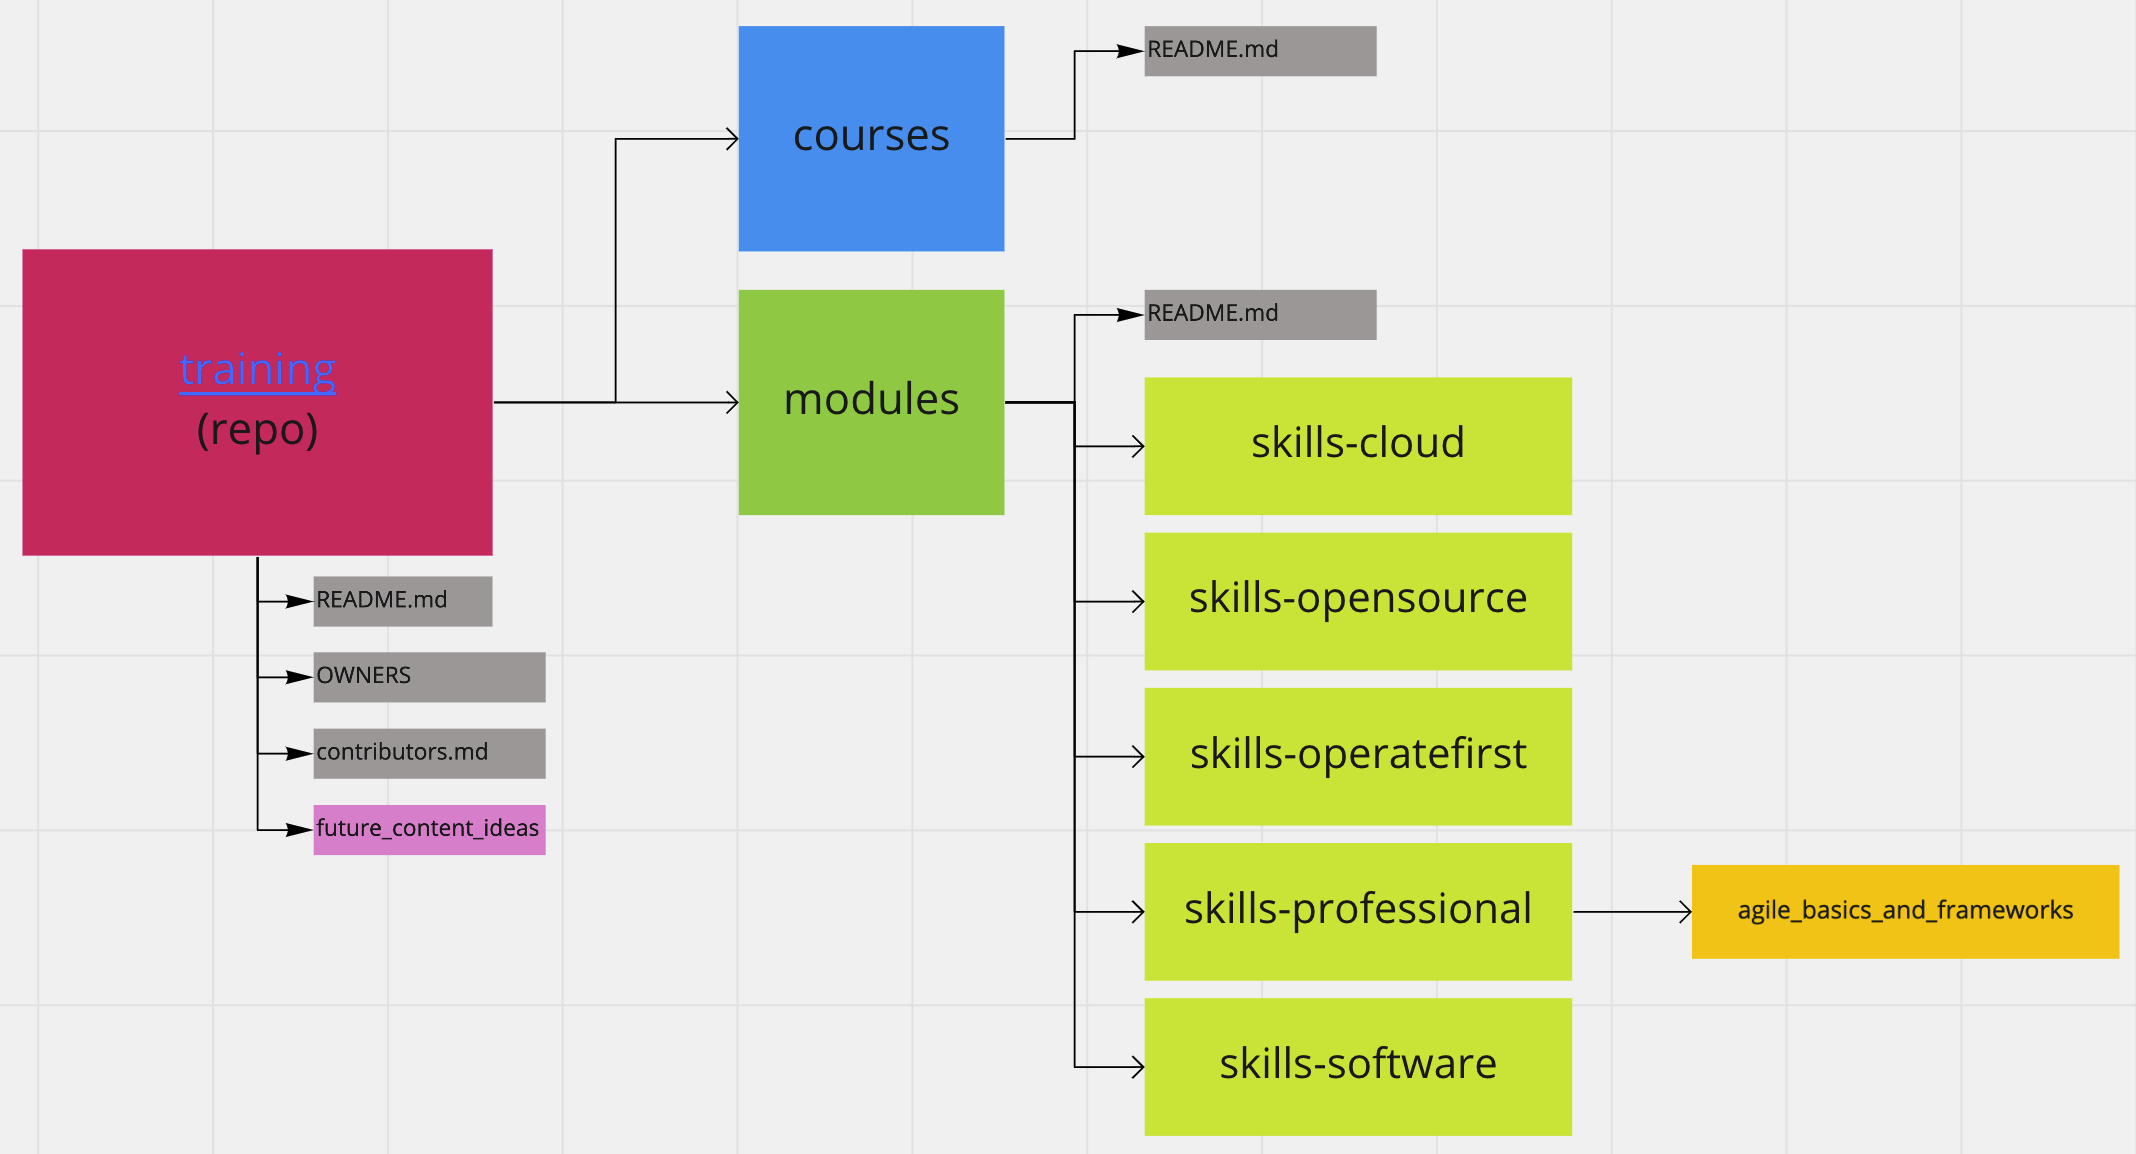 training
(repo)
README.md
OWNERS
contributors.md
future_content_ideas
courses
README.md
modules
README.md
skills-cloud
skills-opensource
skills-operatefirst
skills-professional
agile_basics_and_frameworks
skills-software